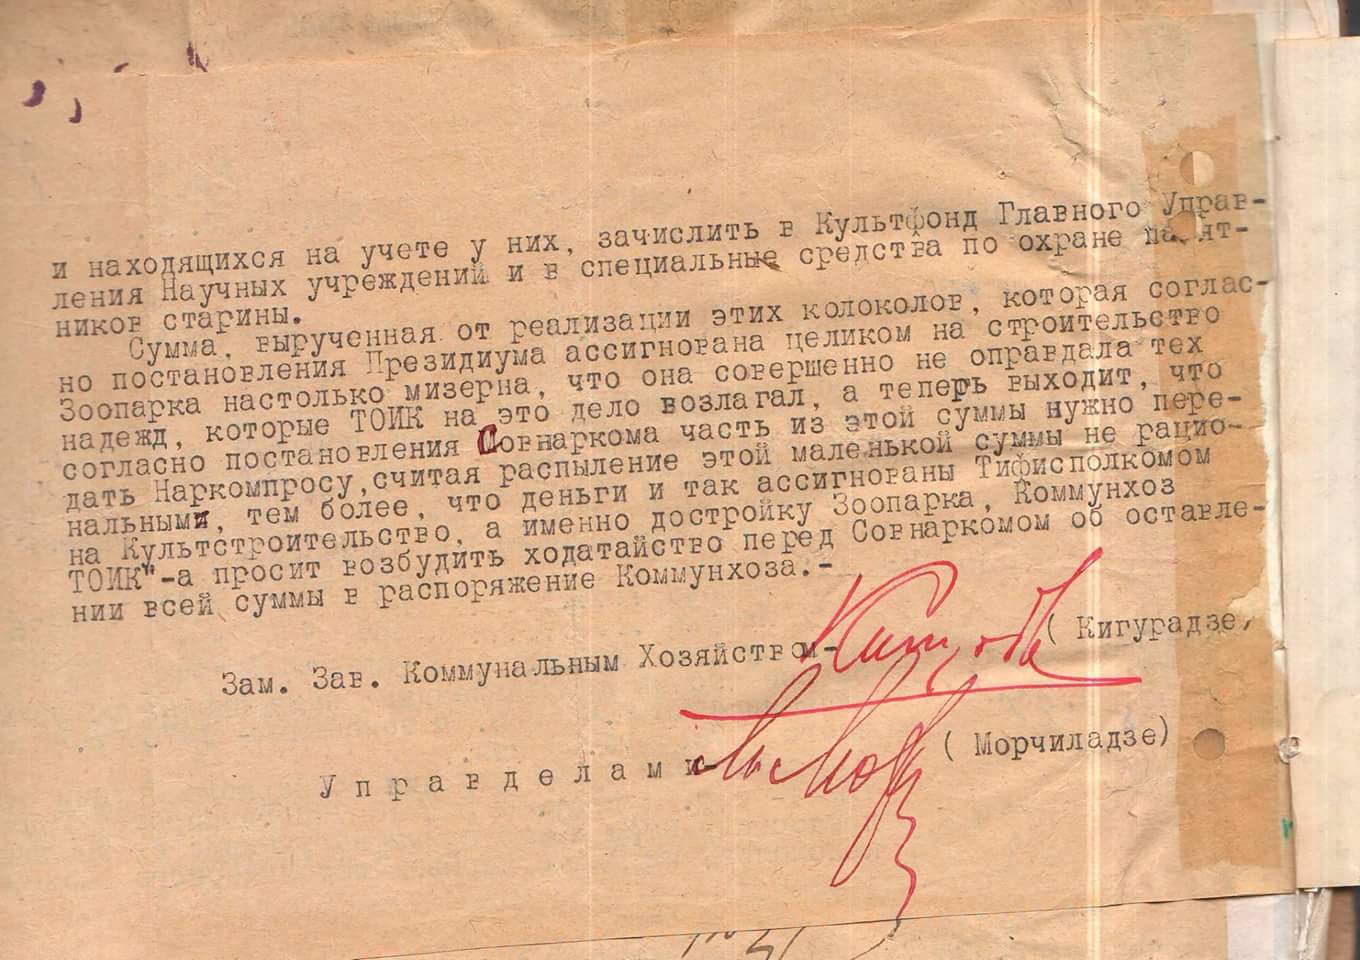 и находящихся на учете у них, зачислить в Культфонд Главного Управ-
ления Научных учреждений и в специальные средства по охране памят-
ников старины.
Сумма, вырученная от реализации этих колоколов, которая соглас-
но постановления Президиума ассигнована целиком на строительство
Зоопарка настолько мизерна, что она совершенно не оправдала тех
надежд, которые ТОИК на это дело возлагал, а теперь выходит, что
согласно постановления Совнаркома часть из этой суммы нужно пере-
дать Наркомпросу, считая распыление этой маленькой суммы не рацио-
нальными, тем более, что деньги и так ассигнованы Тифисполкомом
на Культстроительство, а именно достройку Зоопарка, Коммунхоз
ТОИК"-а просит возбудить ходатайство перед Совнаркомом об оставле-
нии всей суммы в распоряжение Коммунхоза.-
Зам. Зав. Коммунальным Хозяйством- ( Кигурадзе)
Управделами- ( Морчиладзе)